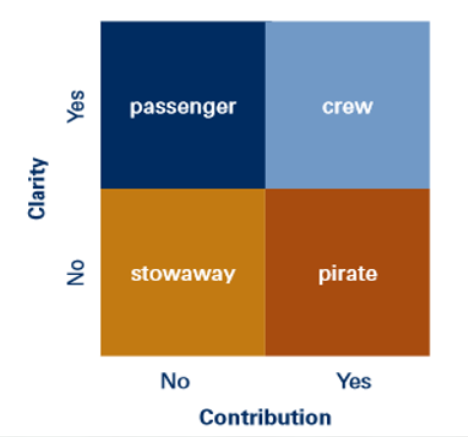 Yes
passenger
crew
Clarity
No
stowaway
pirate
No
Yes
Contribution